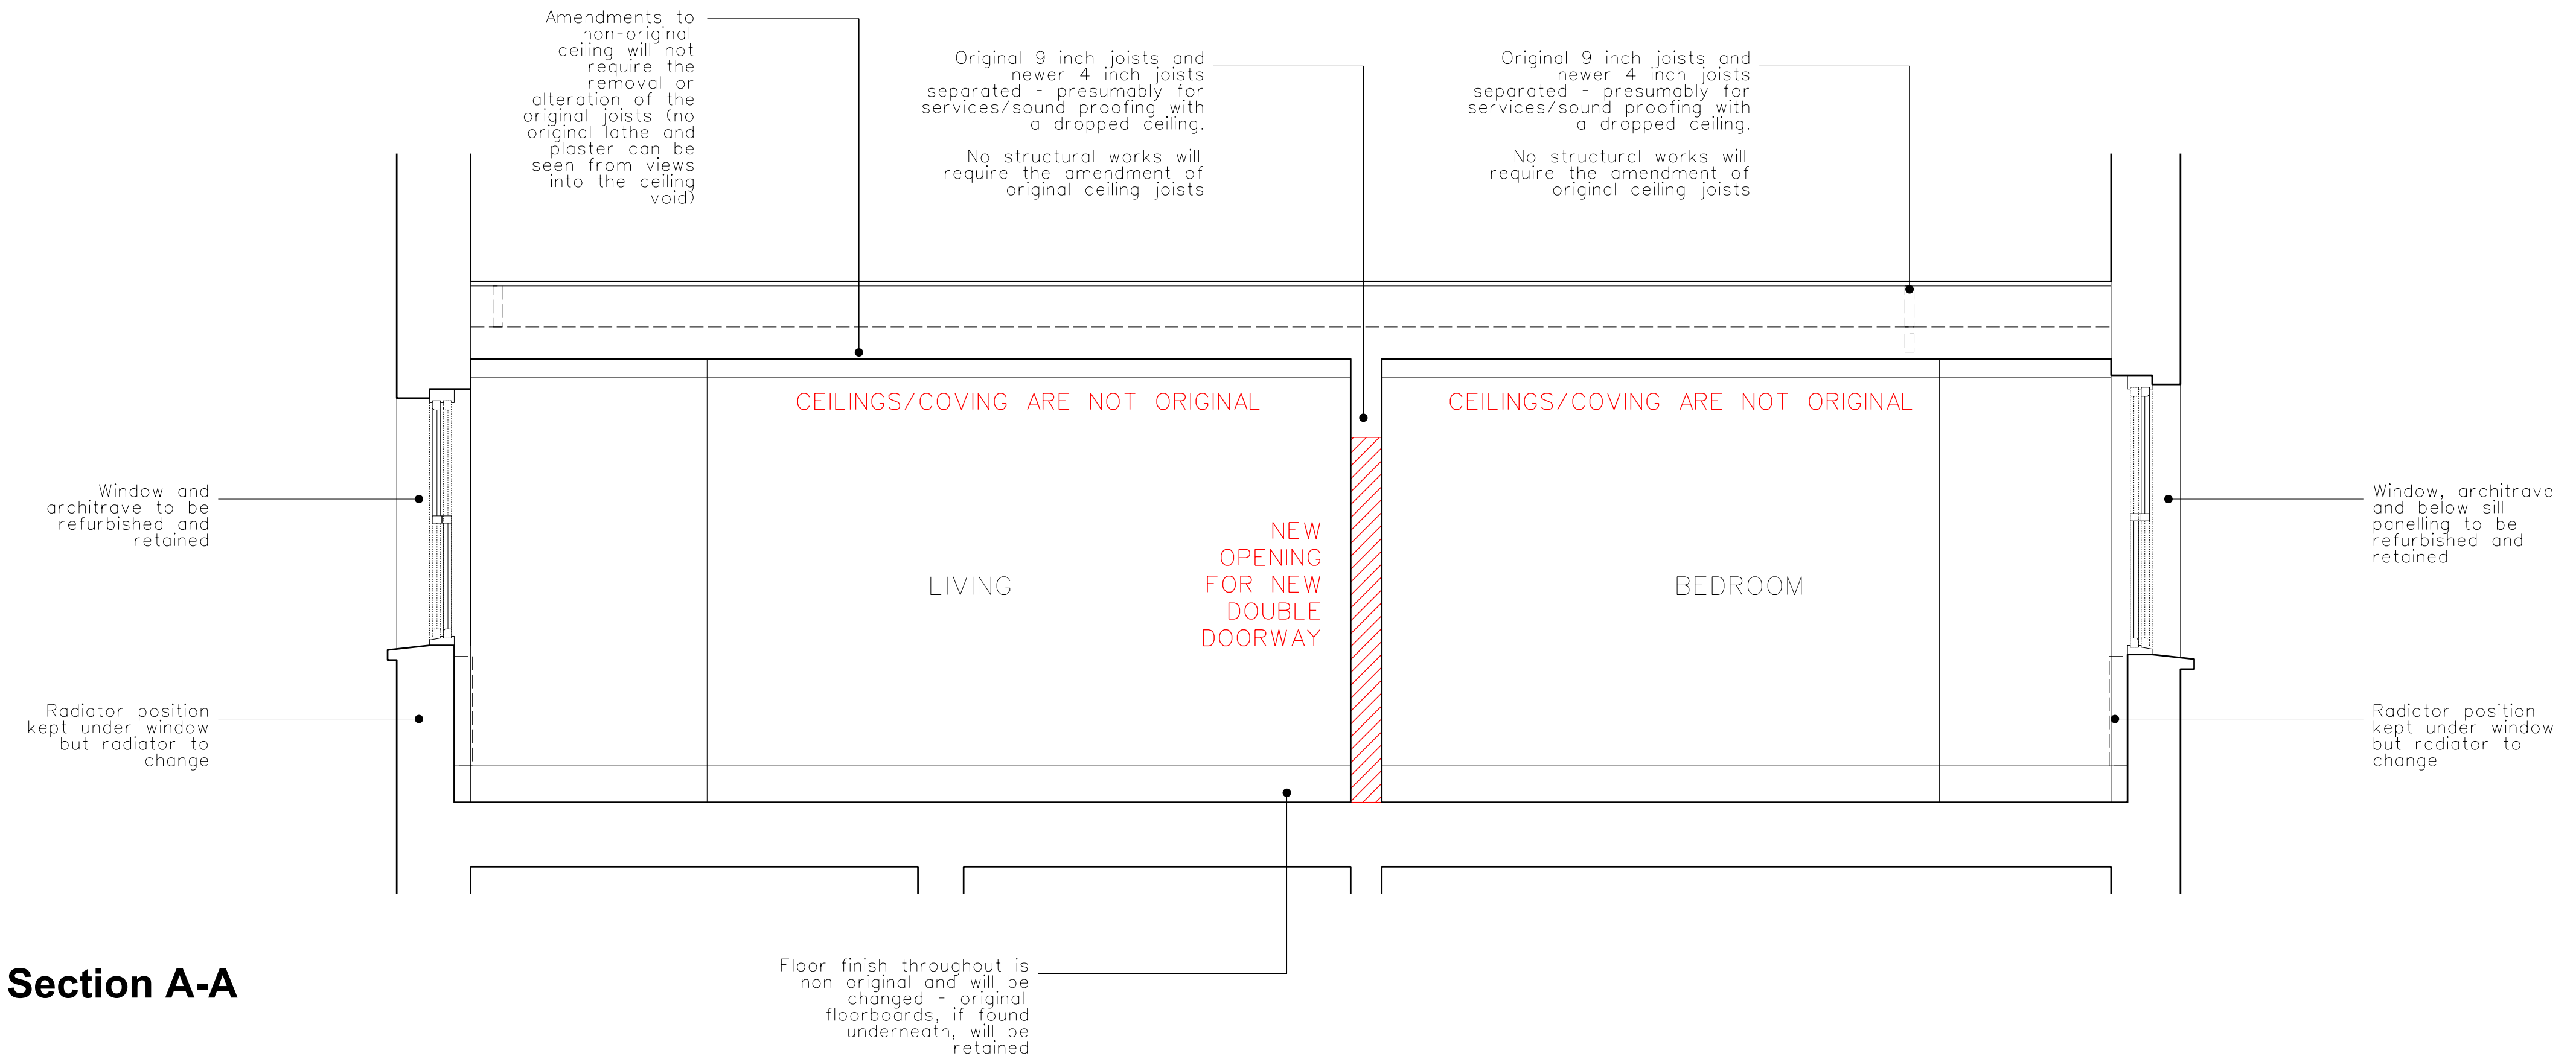 Amendments to
non-original
ceiling will not
require the
removal or
alteration of the
original joists (no
original lathe and
plaster can be
seen from views
into the ceiling
void)
Original 9 inch joists and
newer 4 inch joists
separated - presumably for
services/sound proofing with
a dropped ceiling.
No structural works will
require the amendment of
original ceiling joists
Original 9 inch joists and
newer 4 inch joists
separated - presumably for
services/sound proofing with
a dropped ceiling.
No structural works will
require the amendment of
original ceiling joists
CEILINGS/COVING ARE NOT ORIGINAL
CEILINGS/COVING ARE NOT ORIGINAL
Window and
architrave to be
refurbished and
retained
NEW
OPENING
FOR NEW
DOUBLE
DOORWAY
LIVING
BEDROOM
Window, architrave
and below sill
panelling to be
refurbished and
retained
Radiator position
kept under window
but radiator to
change
Radiator position
kept under window
but radiator to
change
Floor finish throughout is
non original and will be
changed - original
floorboards, if found
underneath, will be
retained
Section A-A